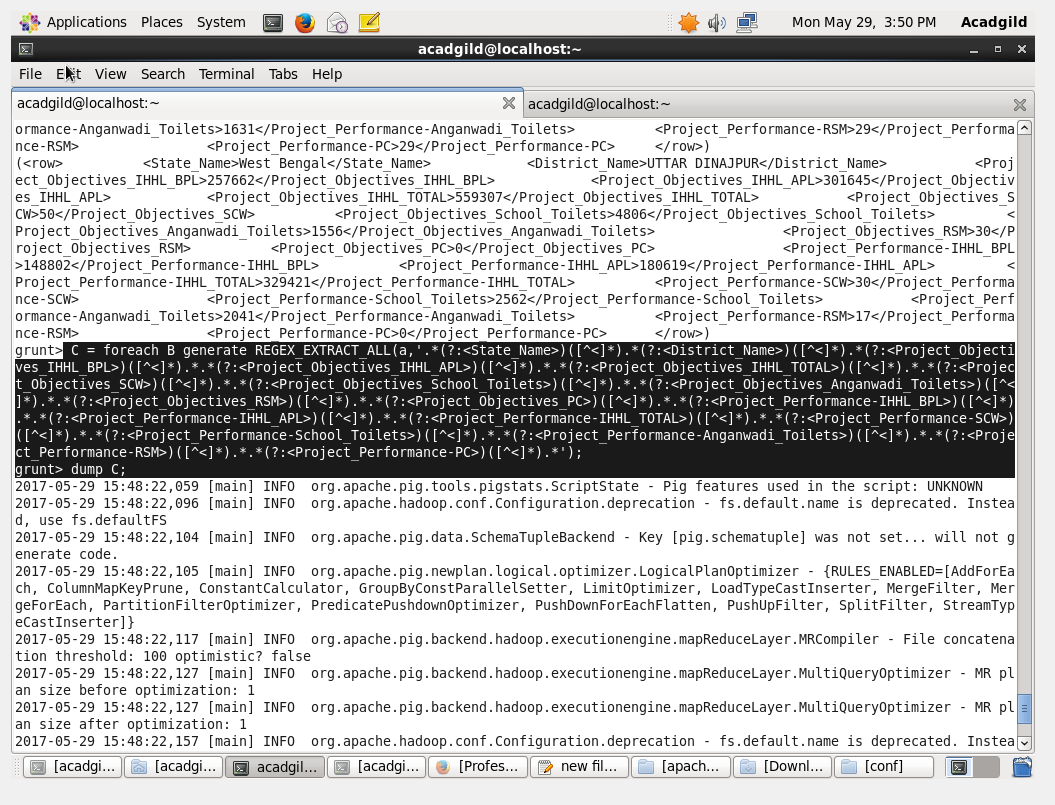 Applications Places System Mon May 29, 3:50 PM Acadgild
acadgild@localhost:~
File Edit View Search Terminal Tabs Help
acadgild@localhost:~ acadgild@localhost:~
ormance-Anganwadi_Toilets>1631</Project_Performance-Anganwadi_Toilets> <Project_Performance-RSM>29</Project_Performa
nce-RSM> <Project_Performance-PC>29</Project_Performance-PC> </row>)
(<row> <State_Name>West Bengal</State_Name> <District_Name>UTTAR DINAJPUR</District_Name> <Proj
ect_Objectives_IHHL_BPL>257662</Project_Objectives_IHHL_BPL> <Project_Objectives_IHHL_APL>301645</Project_Objectiv
es_IHHL_APL> <Project_Objectives_IHHL_TOTAL>559307</Project_Objectives_IHHL_TOTAL> <Project_Objectives_S
CW>50</Project_Objectives_SCW> <Project_Objectives_School_Toilets>4806</Project_Objectives_School_Toilets> <
Project_Objectives_Anganwadi_Toilets>1556</Project_Objectives_Anganwadi_Toilets> <Project_Objectives_RSM>30</P
roject_Objectives_RSM> <Project_Objectives_PC>0</Project_Objectives_PC> <Project_Performance-IHHL_BPL
>148802</Project_Performance-IHHL_BPL> <Project_Performance-IHHL_APL>180619</Project_Performance-IHHL_APL> <
Project_Performance-IHHL_TOTAL>329421</Project_Performance-IHHL_TOTAL> <Project_Performance-SCW>30</Project_Performa
nce-SCW> <Project_Performance-School_Toilets>2562</Project_Performance-School_Toilets> <Project_Perf
ormance-Anganwadi_Toilets>2041</Project_Performance-Anganwadi_Toilets> <Project_Performance-RSM>17</Project_Performa
nce-RSM> <Project_Performance-PC>0</Project_Performance-PC> </row>)
grunt> C = foreach B generate REGEX_EXTRACT_ALL(a,'.*(?:<State_Name>)([^<]*).*(?:<District_Name>)([^<]*).*(?:<Project_Objecti
ves_IHHL_BPL>)([^<]*).*.*(?:<Project_Objectives_IHHL_APL>)([^<]*).*.*(?:<Project_Objectives_IHHL_TOTAL>)([^<]*).*.*(?:<Projec
t_Objectives_SCW>)([^<]*).*.*(?:<Project_Objectives_School_Toilets>)([^<]*).*.*(?:<Project_Objectives_Anganwadi_Toilets>)([^<
]*).*.*(?:<Project_Objectives_RSM>)([^<]*).*.*(?:<Project_Objectives_PC>)([^<]*).*.*(?:<Project_Performance-IHHL_BPL>)([^<]*)
.*.*(?:<Project_Performance-IHHL_APL>)([^<]*).*.*(?:<Project_Performance-IHHL_TOTAL>)([^<]*).*.*(?:<Project_Performance-SCW>)
([^<]*).*.*(?:<Project_Performance-School_Toilets>)([^<]*).*.*(?:<Project_Performance-Anganwadi_Toilets>)([^<]*).*.*(?:<Proje
ct_Performance-RSM>)([^<]*).*.*(?:<Project_Performance-PC>)([^<]*).*');
grunt> dump C;
2017-05-29 15:48:22,059 [main] INFO org.apache.pig.tools.pigstats.ScriptState - Pig features used in the script: UNKNOWN
2017-05-29 15:48:22,096 [main] INFO org.apache.hadoop.conf.Configuration.deprecation - fs.default.name is deprecated. Instea
d, use fs.defaultFS
2017-05-29 15:48:22,104 [main] INFO org.apache.pig.data.SchemaTupleBackend - Key [pig.schematuple] was not set... will not g
enerate code.
2017-05-29 15:48:22,105 [main] INFO org.apache.pig.newplan.logical.optimizer.LogicalPlanOptimizer - {RULES_ENABLED=[AddForEa
ch, ColumnMapKeyPrune, ConstantCalculator, GroupByConstParallelSetter, LimitOptimizer, LoadTypeCastInserter, MergeFilter, Mer
geForEach, PartitionFilterOptimizer, PredicatePushdownOptimizer, PushDownForEachFlatten, PushUpFilter, SplitFilter, StreamTyp
eCastInserter]}
2017-05-29 15:48:22,117 [main] INFO org.apache.pig.backend.hadoop.executionengine.mapReduceLayer.MRCompiler - File concatena
tion threshold: 100 optimistic? false
2017-05-29 15:48:22,127 [main] INFO org.apache.pig.backend.hadoop.executionengine.mapReduceLayer.MultiQueryOptimizer - MR pl
an size before optimization: 1
2017-05-29 15:48:22,127 [main] INFO org.apache.pig.backend.hadoop.executionengine.mapReduceLayer.MultiQueryOptimizer - MR pl
an size after optimization: 1
2017-05-29 15:48:22,157 [main] INFO org.apache.hadoop.conf.Configuration.deprecation - fs.default.name is deprecated. Instea
[acadgi... [acadgi... acadgil... [acadgi... [Profes... new fil... [apach... [Downl... [conf]